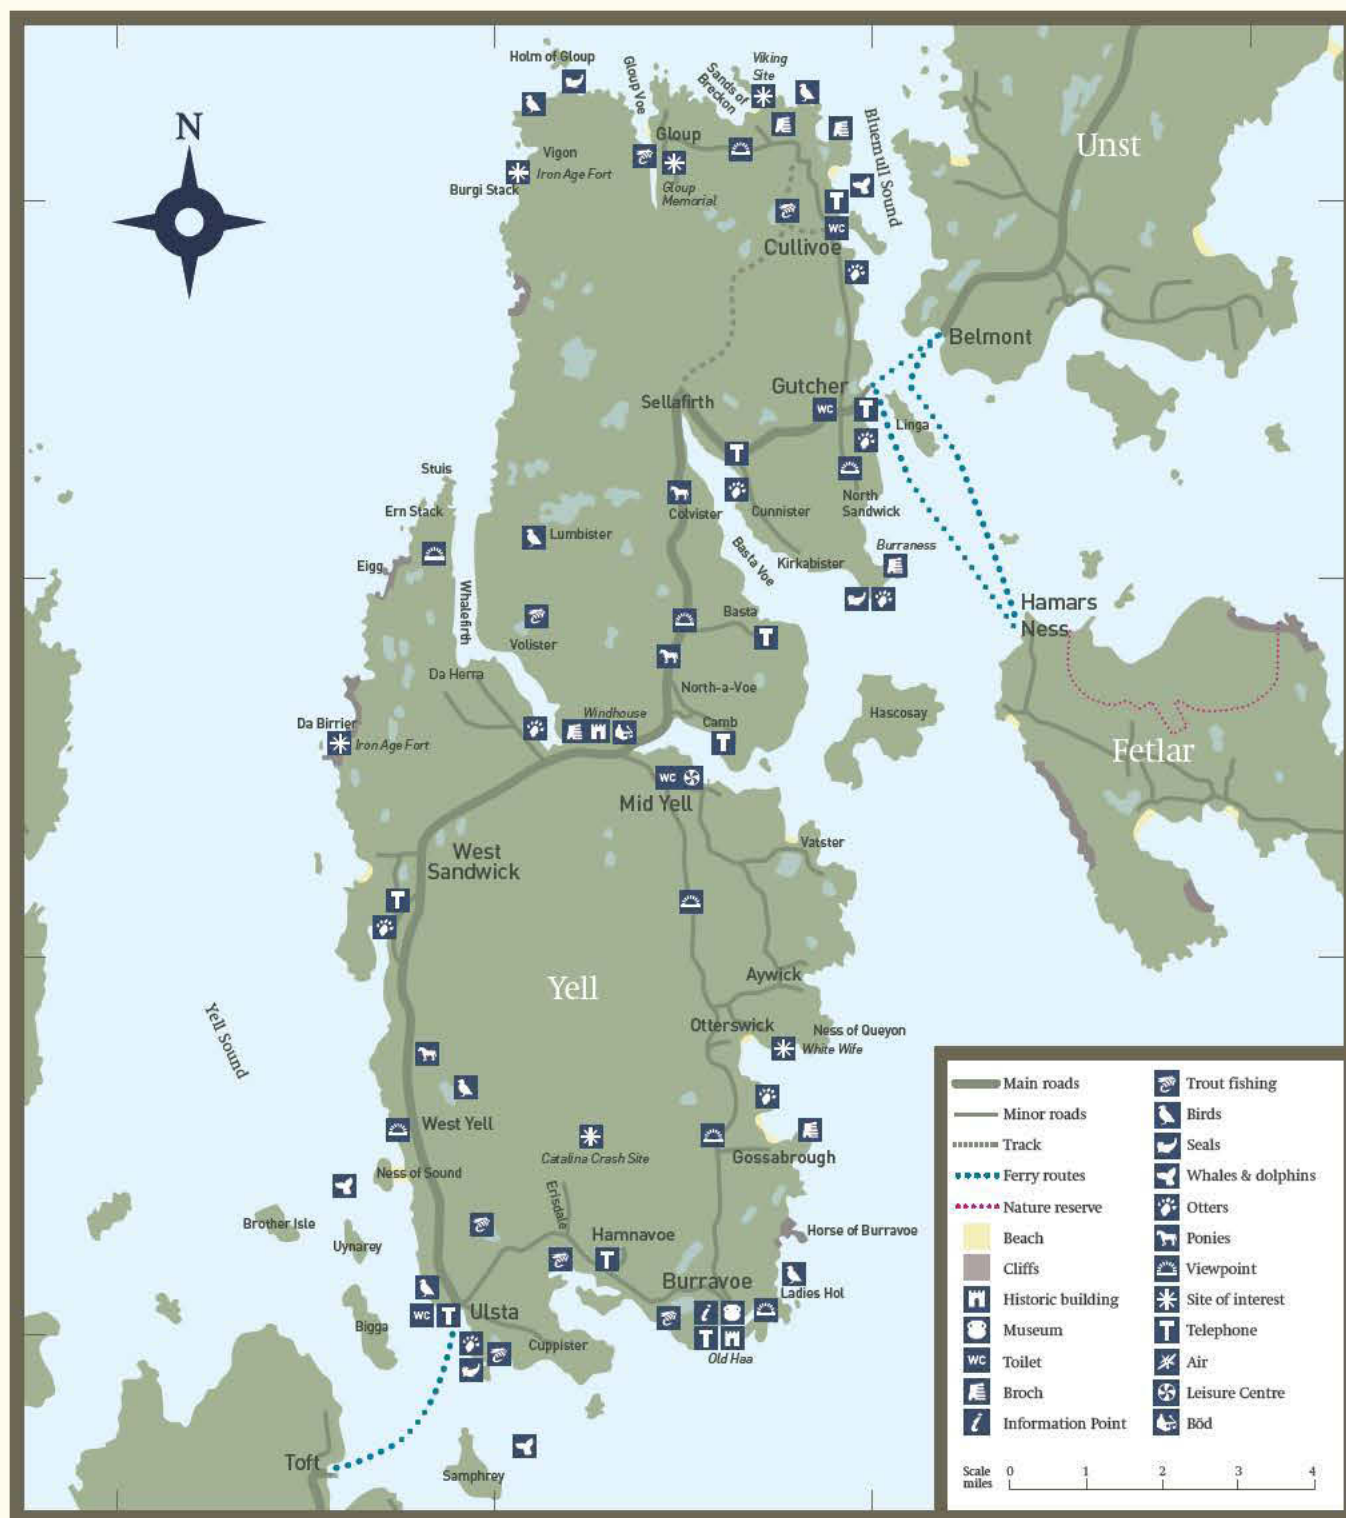 Holm of Gloup
Gloup Voe
Sands of
Breckon
Viking
Site
Bluemull Sound
Unst
N
Gloup
Vigon
Iron Age Fort
Burgi Stack
Gloup
Memorial
T
WC
Cullivoe
Belmont
Gutcher
Sellafirth
WC
T
Linga
T
Stuis
Ern Stack
Colvister
Cunnister
North
Sandwick
Lumbister
Basta Voe
Burraness
Eigg
Kirkabister
Whalefirth
Hamars
Ness
Basta
T
Volister
Da Herra
North-a-Voe
Windhouse
Camb
Hascosay
Da Birrier
Iron Age Fort
T
Fetlar
WC
Mid Yell
Vatster
West
Sandwick
T
Aywick
Yell
Yell Sound
Otterswick
Ness of Queyon
White Wife
West Yell
Catalina Crash Site
Gossabrough
Ness of Sound
Erisdale
Brother Isle
Uynarey
Hamnavoe
T
Horse of Burravoe
Burravoe
Ladies Hol
Bigga
WC
T
Ulsta
i
T
Cuppister
Old Haa
Toft
Samphrey
Main roads
Minor roads
Track
Ferry routes
Nature reserve
Beach
Cliffs
Historic building
Museum
WC Toilet
Broch
i Information Point
Trout fishing
Birds
Seals
Whales & dolphins
Otters
Ponies
Viewpoint
Site of interest
T Telephone
Air
Leisure Centre
Böd
Scale
miles
0 1 2 3 4